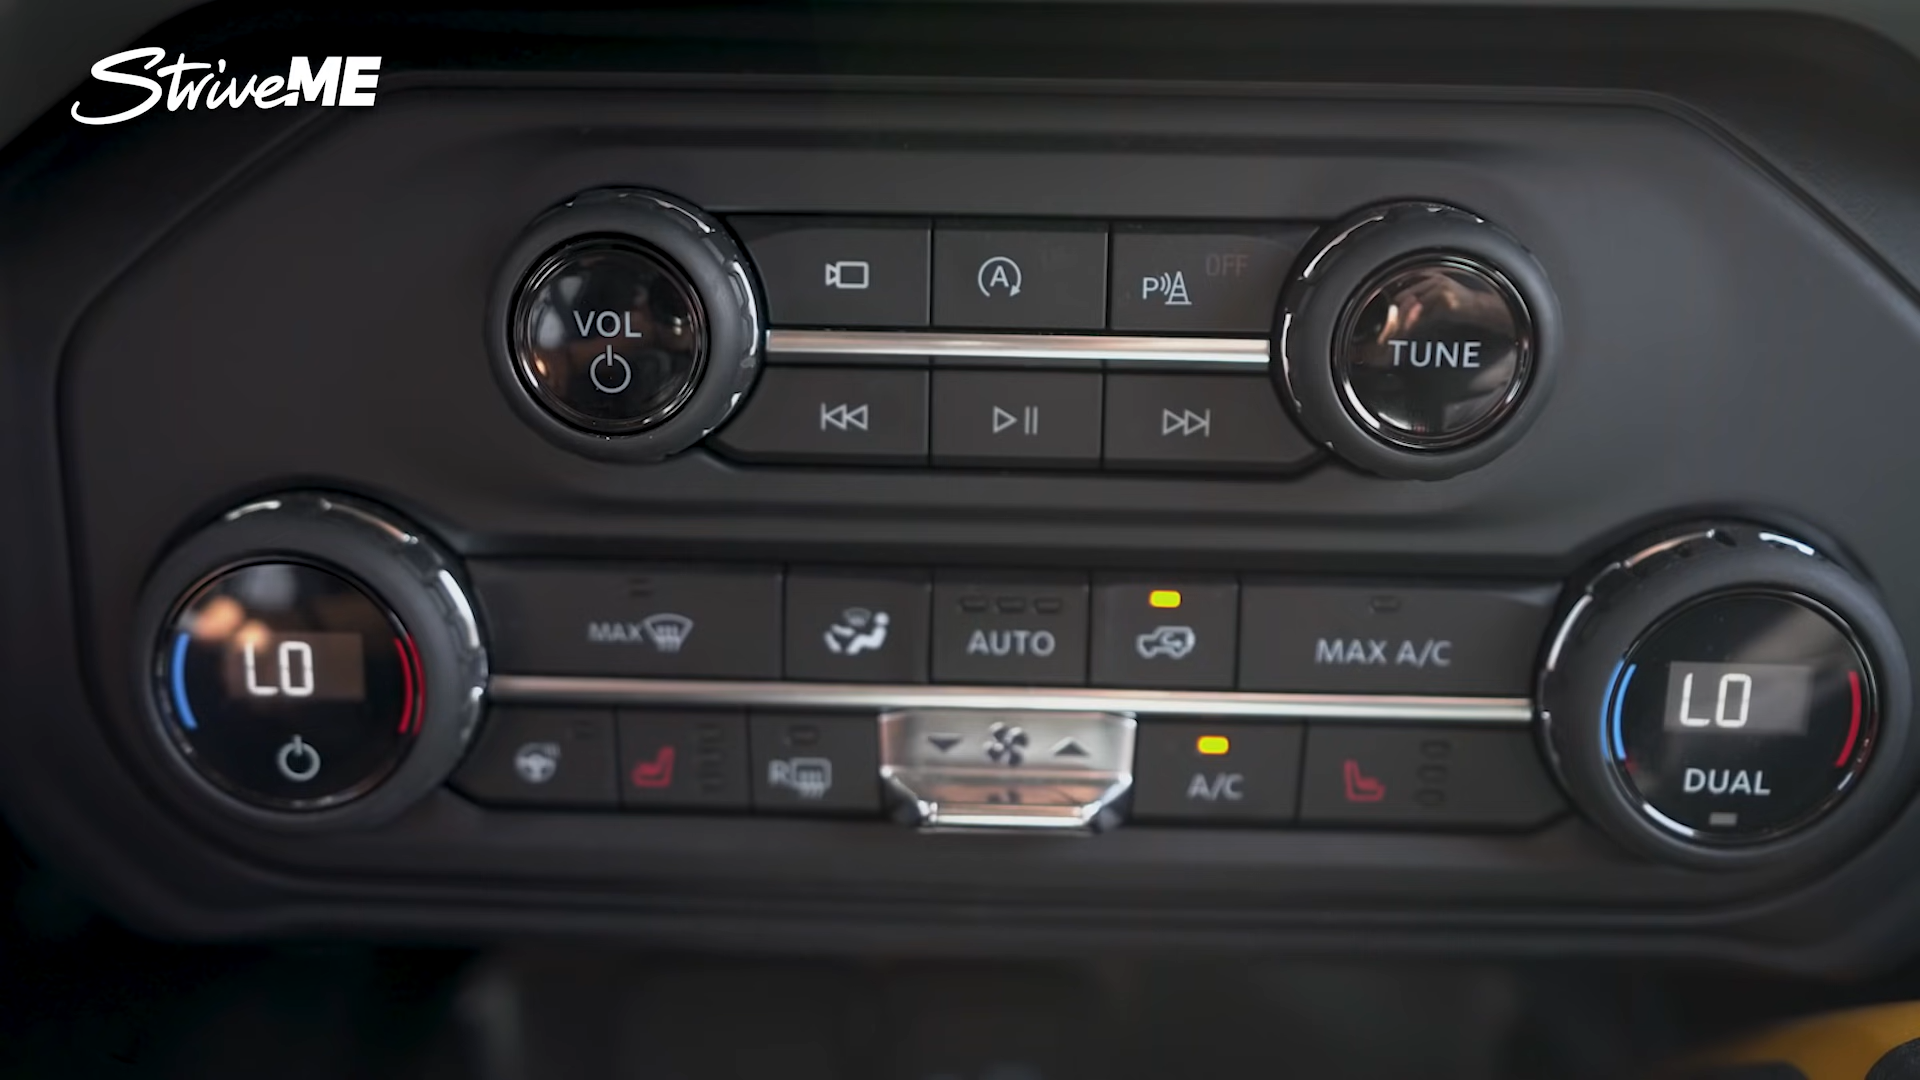 StriveME
VOL
A
P
OFF
TUNE
LO
MAX
AUTO
MAX A/C
LO
DUAL
R
A/C